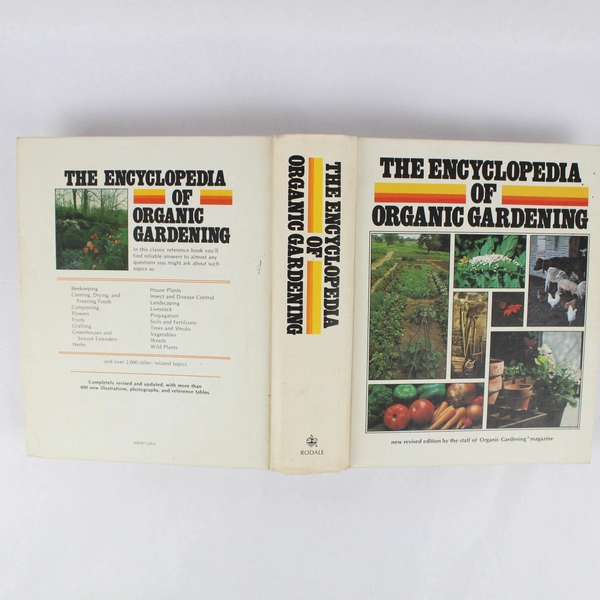 THE ENCYCLOPEDIA
OF
ORGANIC
GARDENING
In this classic reference book you'll
find reliable answers to almost any
questions you might ask about such
topics as:
Beekeeping
Canning, Drying, and
Freezing Foods
Composting
Flowers
Fruits
Grafting
Greenhouses and
Season Extenders
Herbs
House Plants
Insect and Disease Control
Landscaping
Livestock
Propagation
Soils and Fertilizers
Trees and Shrubs
Vegetables
Weeds
Wild Plants
and over 2,000 other, related topics
Completely revised and updated, with more than
400 new illustrations, photographs, and reference tables.
THE ENCYCLOPEDIA
OF
ORGANIC GARDENING
RODALE
THE ENCYCLOPEDIA
OF
ORGANIC GARDENING
new revised edition by the staff of Organic Gardening® magazine